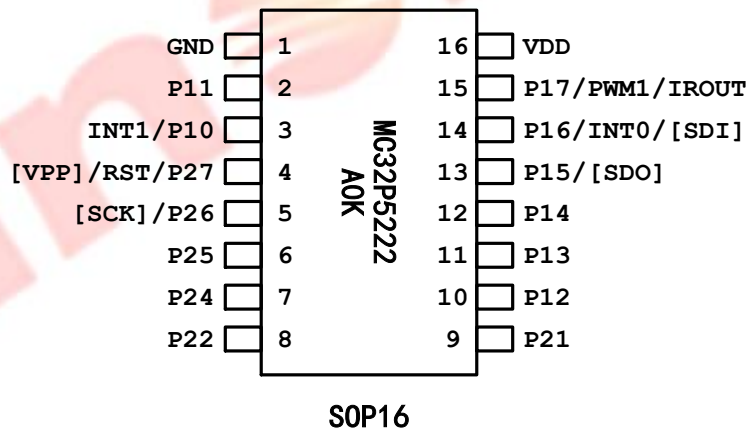 GND 1 16 VDD
P11 2 15 P17/PWM1/IROUT
INT1/P10 3 14 P16/INT0/[SDI]
[VPP]/RST/P27 4 13 P15/[SDO]
[SCK]/P26 5 12 P14
P25 6 11 P13
P24 7 10 P12
P22 8 9 P21
MC32P5222
A0K
SOP16